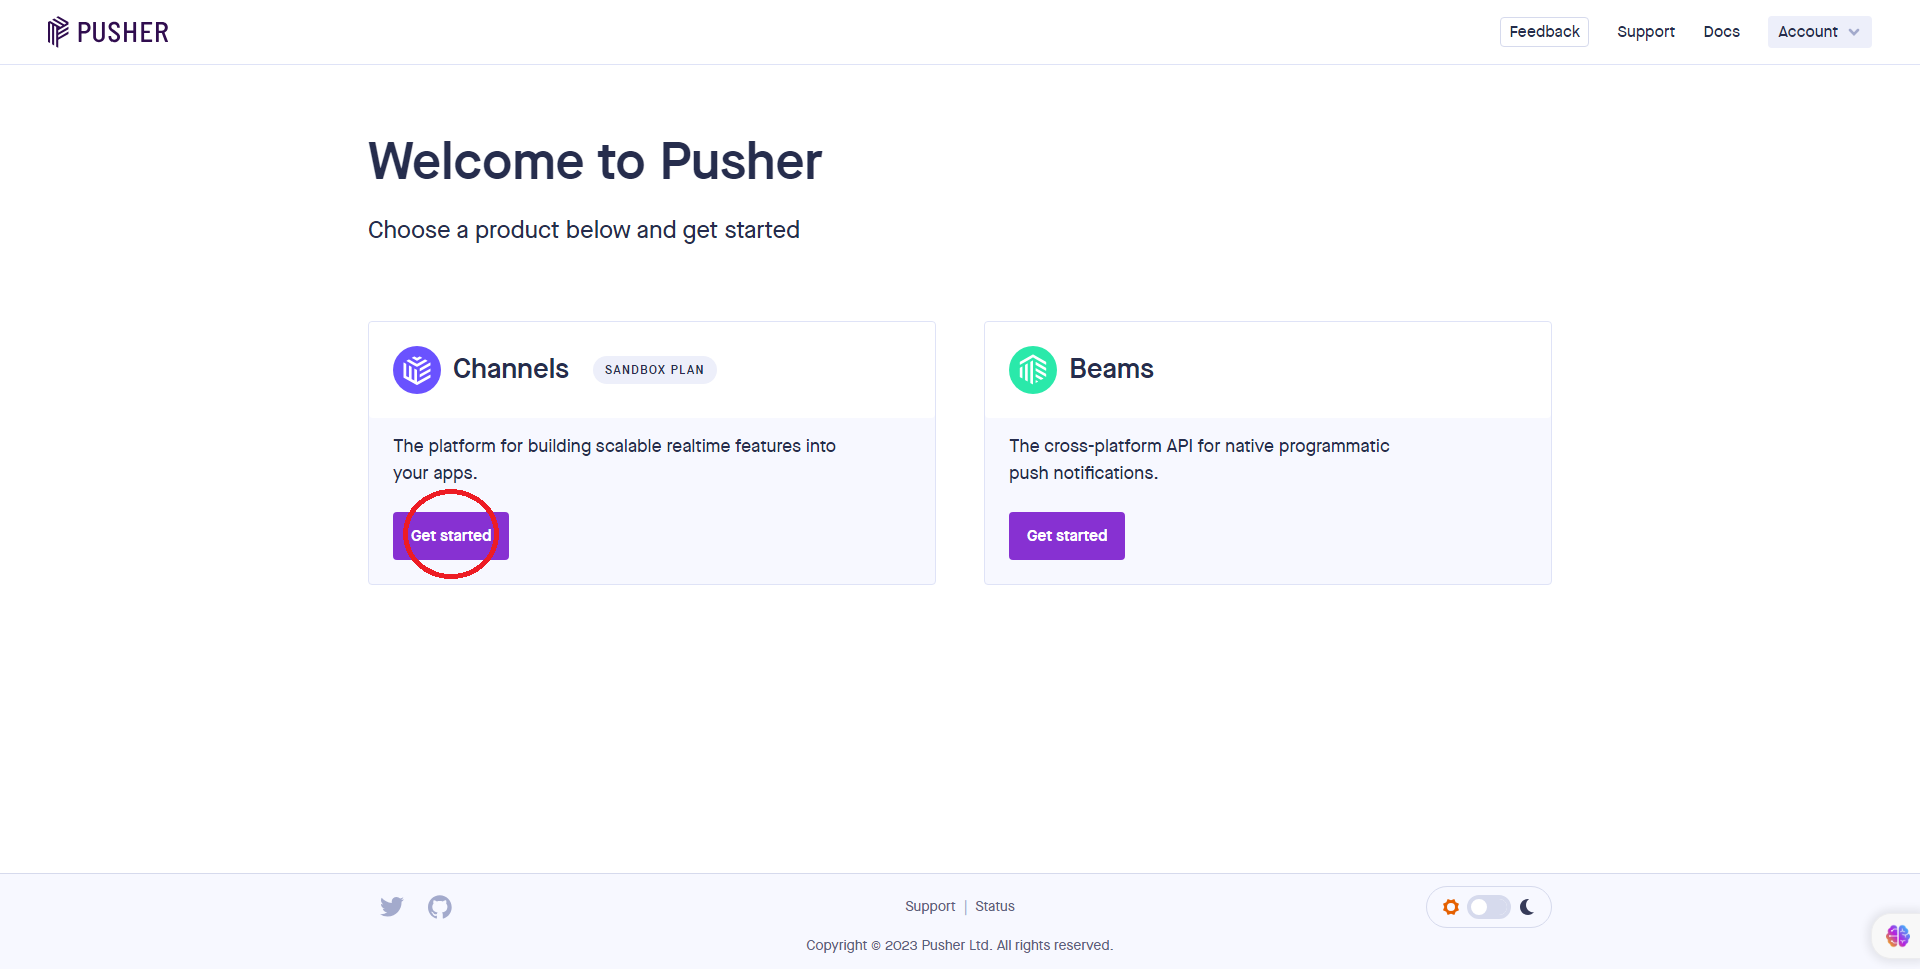 PUSHER
Feedback
Support
Docs
Account
Welcome to Pusher
Choose a product below and get started
Channels
SANDBOX PLAN
The platform for building scalable realtime features into
your apps.
Get started
Beams
The cross-platform API for native programmatic
push notifications.
Get started
Support | Status
Copyright © 2023 Pusher Ltd. All rights reserved.